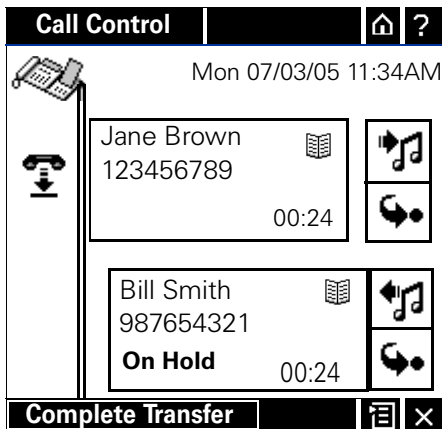 Call Control
?
Mon 07/03/05 11:34AM
Jane Brown
123456789
00:24
Bill Smith
987654321
On Hold
00:24
Complete Transfer